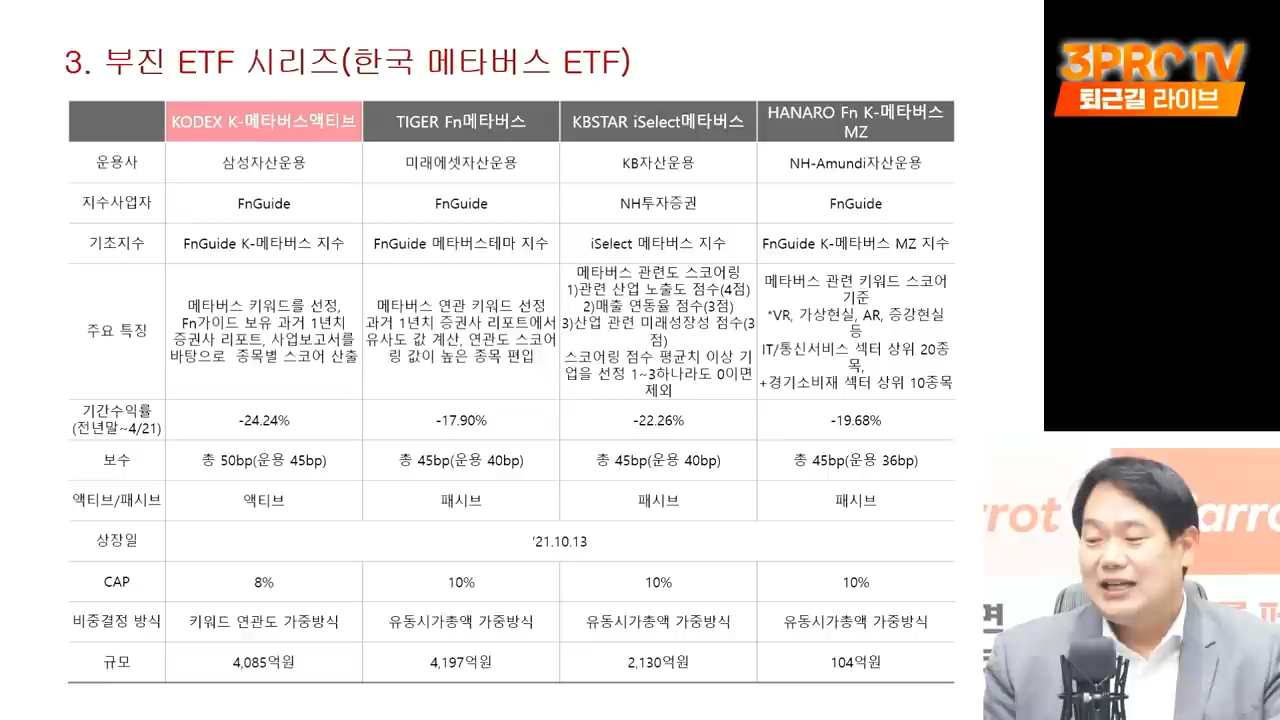 3. 부진 ETF 시리즈(한국 메타버스 ETF)
3PRO TV
퇴근길 라이브
KODEX K-메타버스액티브
TIGER Fn메타버스
KBSTAR iSelect메타버스
HANARO Fn K-메타버스
MZ
운용사
삼성자산운용
미래에셋자산운용
KB자산운용
NH-Amundi자산운용
지수사업자
FnGuide
FnGuide
NH투자증권
FnGuide
기초지수
FnGuide K-메타버스 지수
FnGuide 메타버스테마 지수
iSelect 메타버스 지수
FnGuide K-메타버스 MZ 지수
주요 특징
메타버스 키워드를 선정,
Fn가이드 보유 과거 1년치
증권사 리포트, 사업보고서를
바탕으로 종목별 스코어 산출
메타버스 연관 키워드 선정
과거 1년치 증권사 리포트에서
유사도 값 계산, 연관도 스코어
링 값이 높은 종목 편입
메타버스 관련도 스코어링
1)관련 산업 노출도 점수(4점)
2)매출 연동율 점수(3점)
3)산업 관련 미래성장성 점수(3
점)
스코어링 점수 평균치 이상 기
업을 선정 1~3하나라도 0이면
제외
메타버스 관련 키워드 스코어
기준
*VR, 가상현실, AR, 증강현실
등
IT/통신서비스 섹터 상위 20종
목,
+경기소비재 섹터 상위 10종목
기간수익률
(전년말~4/21)
-24.24%
-17.90%
-22.26%
-19.68%
보수
총 50bp(운용 45bp)
총 45bp(운용 40bp)
총 45bp(운용 40bp)
총 45bp(운용 36bp)
액티브/패시브
액티브
패시브
패시브
패시브
상장일
‘21.10.13
CAP
8%
10%
10%
10%
비중결정 방식
키워드 연관도 가중방식
유동시가총액 가중방식
유동시가총액 가중방식
유동시가총액 가중방식
규모
4,085억원
4,197억원
2,130억원
104억원